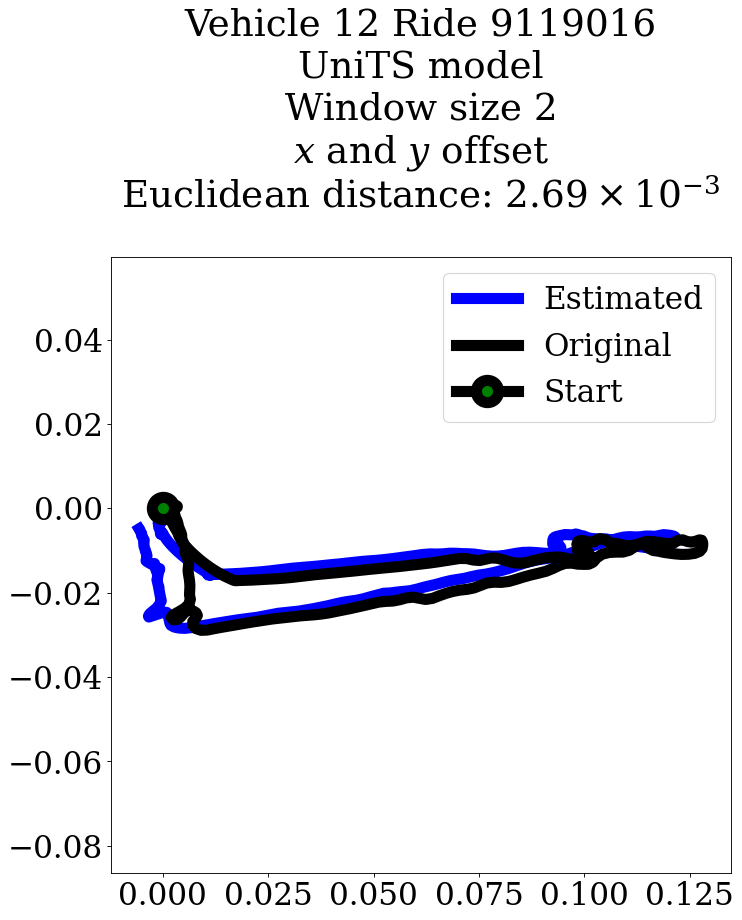 Vehicle 12 Ride 9119016
UniTS model
Window size 2
x and y offset
Euclidean distance: 2.69 × 10⁻³
Estimated
Original
Start
0.04
0.02
0.00
−0.02
−0.04
−0.06
−0.08
0.000 0.025 0.050 0.075 0.100 0.125